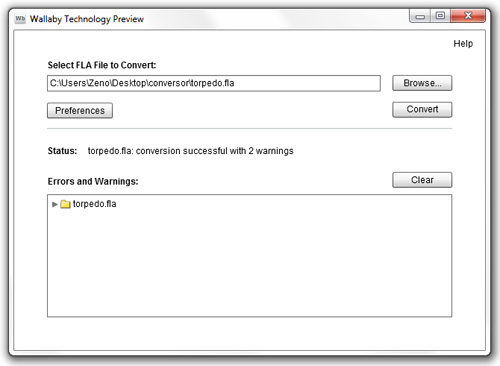 Wb Wallaby Technology Preview
Help
Select FLA File to Convert:
C:\Users\Zeno\Desktop\conversor\torpedo.fla
Browse...
Preferences
Convert
Status: torpedo.fla: conversion successful with 2 warnings
Errors and Warnings:
Clear
torpedo.fla